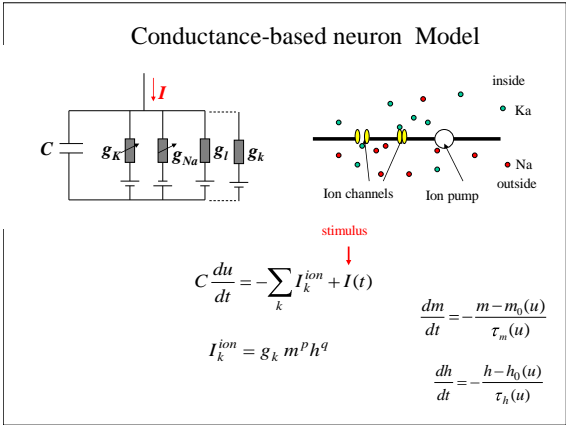 Conductance-based neuron Model
I
C
g_K
g_Na
g_l
g_k
inside
Ka
Na
outside
Ion channels
Ion pump
stimulus
C du/dt = -∑_k I_k^ion + I(t)
I_k^ion = g_k m^p h^q
dm/dt = - (m - m_0(u))/τ_m(u)
dh/dt = - (h - h_0(u))/τ_h(u)